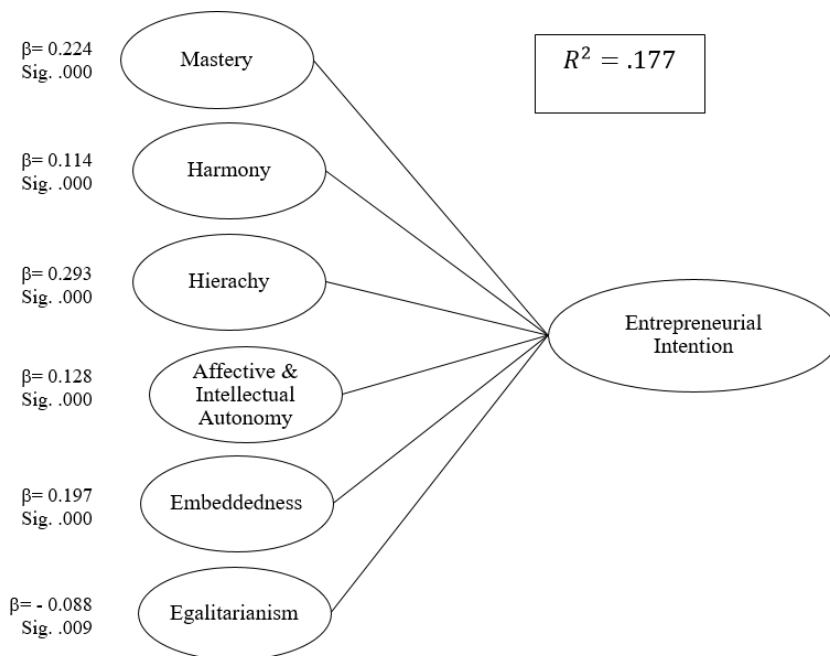 β= 0.224
Sig. .000
Mastery
R² = .177
β= 0.114
Sig. .000
Harmony
β= 0.293
Sig. .000
Hierachy
Entrepreneurial
Intention
β= 0.128
Sig. .000
Affective &
Intellectual
Autonomy
β= 0.197
Sig. .000
Embeddedness
β= - 0.088
Sig. .009
Egalitarianism